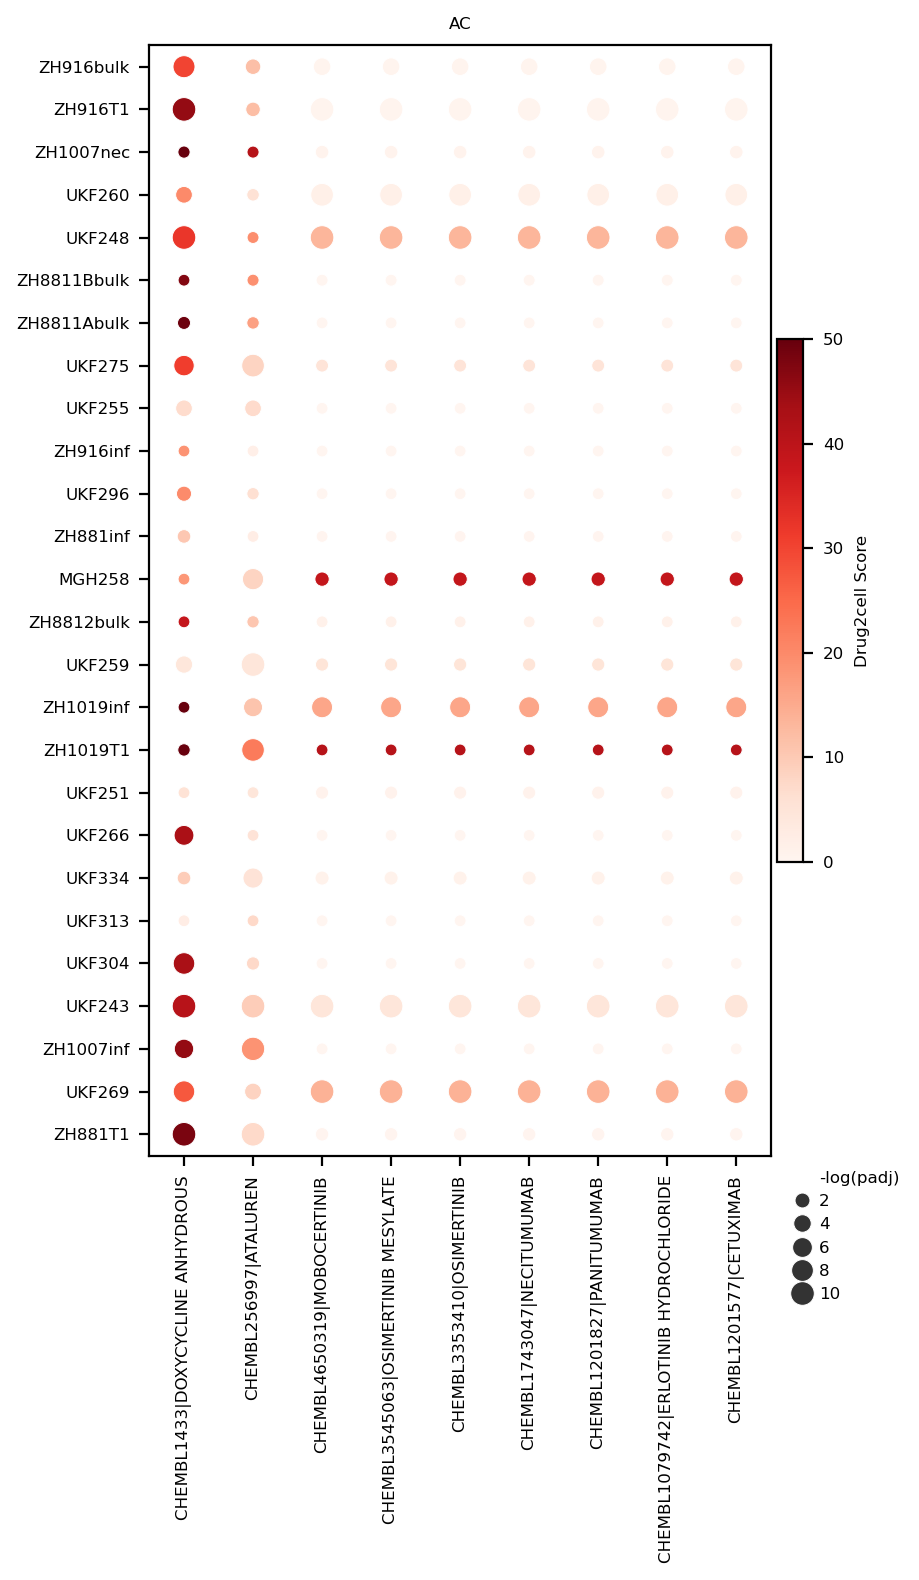 AC
ZH916bulk
ZH916T1
ZH1007nec
UKF260
UKF248
ZH8811Bbulk
ZH8811Abulk
UKF275
UKF255
ZH916inf
UKF296
ZH881inf
MGH258
ZH8812bulk
UKF259
ZH1019inf
ZH1019T1
UKF251
UKF266
UKF334
UKF313
UKF304
UKF243
ZH1007inf
UKF269
ZH881T1
CHEMBL1433|DOXYCYCLINE ANHYDROUS
CHEMBL256997|ATALUREN
CHEMBL4650319|MOBOCERTINIB
CHEMBL3545063|OSIMERTINIB MESYLATE
CHEMBL3353410|OSIMERTINIB
CHEMBL1743047|NECITUMUMAB
CHEMBL1201827|PANITUMUMAB
CHEMBL1079742|ERLOTINIB HYDROCHLORIDE
CHEMBL1201577|CETUXIMAB
50
40
30
20
10
0
Drug2cell Score
-log(padj)
2
4
6
8
10